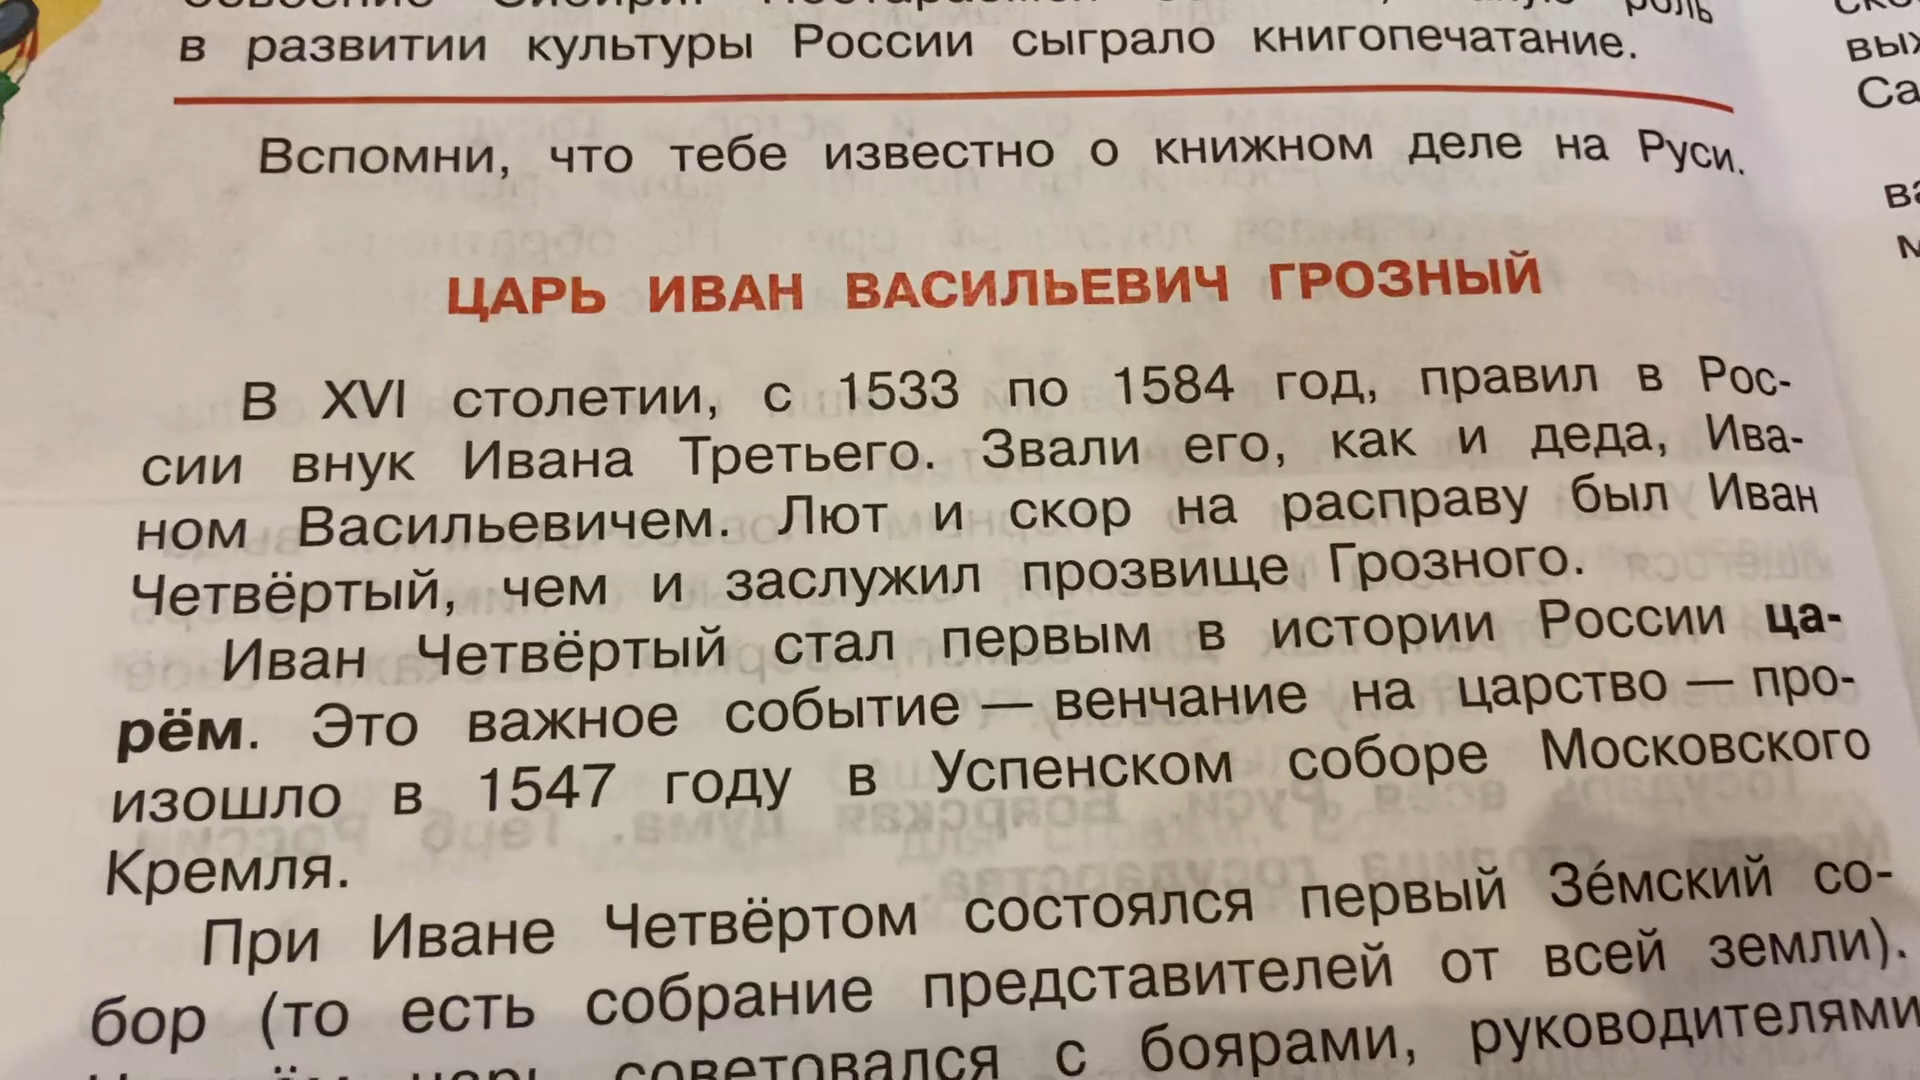 роль
в развитии культуры России сыграло книгопечатание.
Вспомни, что тебе известно о книжном деле на Руси.
ЦАРЬ ИВАН ВАСИЛЬЕВИЧ ГРОЗНЫЙ
В XVI столетии, с 1533 по 1584 год, правил в Рос-
сии внук Ивана Третьего. Звали его, как и деда, Ива-
ном Васильевичем. Лют и скор на расправу был Иван
Четвёртый, чем и заслужил прозвище Грозного.
Иван Четвёртый стал первым в истории России ца-
рём. Это важное событие — венчание на царство — про-
изошло в 1547 году в Успенском соборе Московского
Кремля.
При Иване Четвёртом состоялся первый Зе́мский со-
бор (то есть собрание представителей от всей земли).
царь советовался с боярами, руководителями